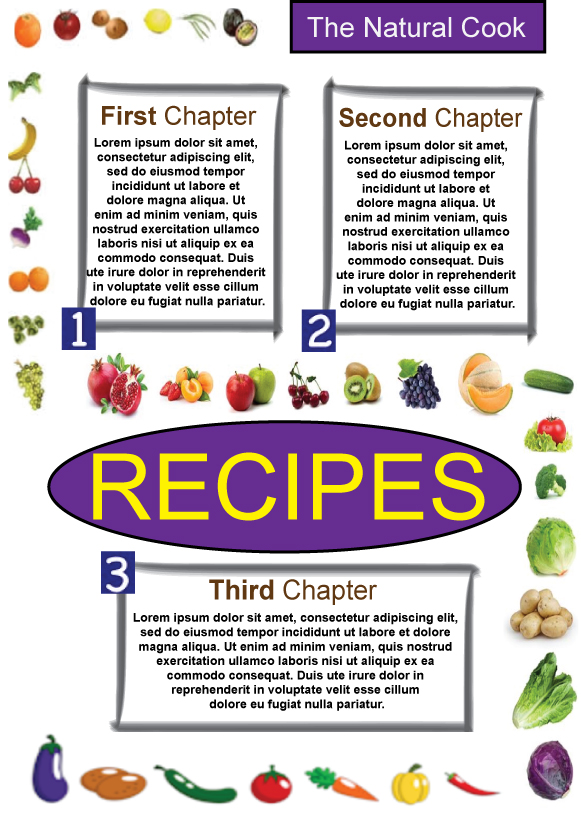 The Natural Cook
First Chapter
Lorem ipsum dolor sit amet,
consectetur adipiscing elit,
sed do eiusmod tempor
incididunt ut labore et
dolore magna aliqua. Ut
enim ad minim veniam, quis
nostrud exercitation ullamco
laboris nisi ut aliquip ex ea
commodo consequat. Duis
ute irure dolor in reprehenderit
in voluptate velit esse cillum
dolore eu fugiat nulla pariatur.
1
Second Chapter
Lorem ipsum dolor sit amet,
consectetur adipiscing elit,
sed do eiusmod tempor
incididunt ut labore et
dolore magna aliqua. Ut
enim ad minim veniam, quis
nostrud exercitation ullamco
laboris nisi ut aliquip ex ea
commodo consequat. Duis
ute irure dolor in reprehenderit
in voluptate velit esse cillum
dolore eu fugiat nulla pariatur.
2
RECIPES
3
Third Chapter
Lorem ipsum dolor sit amet, consectetur adipiscing elit,
sed do eiusmod tempor incididunt ut labore et dolore
magna aliqua. Ut enim ad minim veniam, quis nostrud
exercitation ullamco laboris nisi ut aliquip ex ea
commodo consequat. Duis ute irure dolor in
reprehenderit in voluptate velit esse cillum
dolore eu fugiat nulla pariatur.